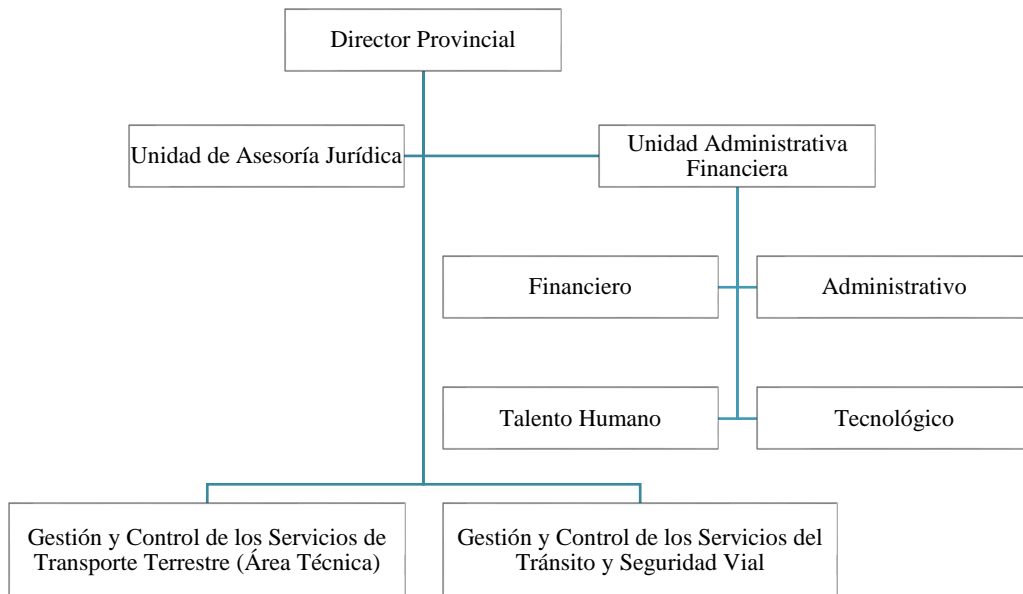 Director Provincial
Unidad de Asesoría Jurídica
Unidad Administrativa
Financiera
Financiero
Administrativo
Talento Humano
Tecnológico
Gestión y Control de los Servicios de
Transporte Terrestre (Área Técnica)
Gestión y Control de los Servicios del
Tránsito y Seguridad Vial